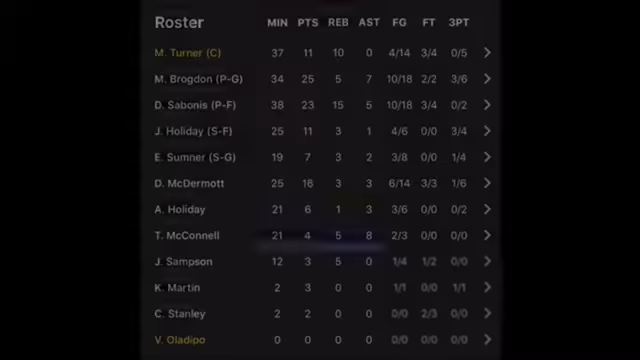 Roster MIN PTS REB AST FG FT 3PT
M. Turner (C) 37 11 10 0 4/14 3/4 0/5
M. Brogdon (P-G) 34 25 5 7 10/18 2/2 3/6
D. Sabonis (P-F) 38 23 15 5 10/18 3/4 0/2
J. Holiday (S-F) 25 11 3 1 4/6 0/0 3/4
E. Sumner (S-G) 19 7 3 2 3/8 0/0 1/4
D. McDermott 25 16 3 3 6/14 3/3 1/6
A. Holiday 21 6 1 3 3/6 0/0 0/2
T. McConnell 21 4 5 8 2/3 0/0 0/0
J. Sampson 12 3 5 0 1/4 1/2 0/0
K. Martin 2 3 0 0 1/1 0/0 1/1
C. Stanley 2 2 0 0 0/0 2/3 0/0
V. Oladipo 0 0 0 0 0/0 0/0 0/0